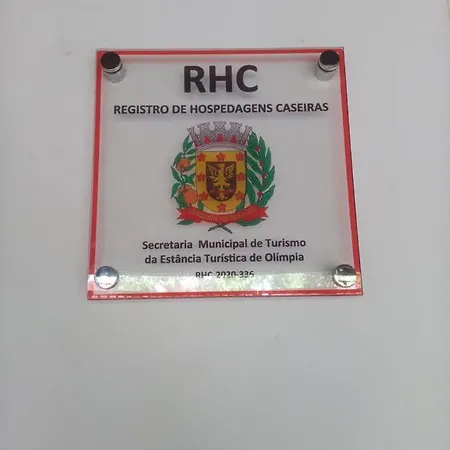 RHC
REGISTRO DE HOSPEDAGENS CASEIRAS
Secretaria Municipal de Turismo
da Estância Turística de Olímpia
RHC 2020-336